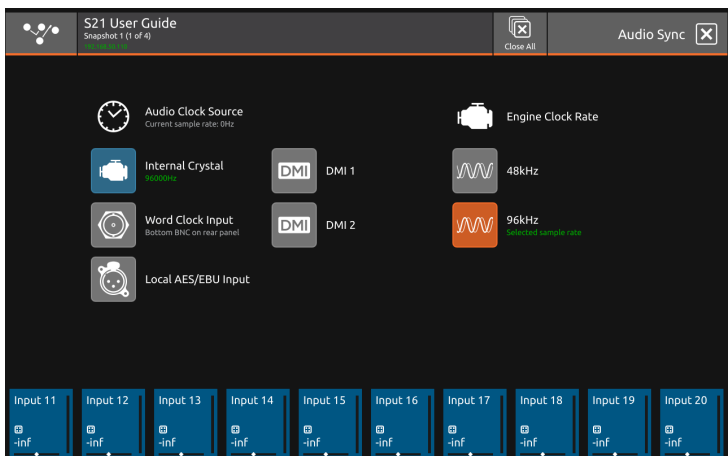 S21 User Guide
Snapshot 1 (1 of 4)
192.168.50.110
Close All
Audio Sync
Audio Clock Source
Current sample rate: 0Hz
Engine Clock Rate
Internal Crystal
96000Hz
DMI
DMI 1
48kHz
Word Clock Input
Bottom BNC on rear panel
DMI
DMI 2
96kHz
Selected sample rate
Local AES/EBU Input
Input 11
Input 12
Input 13
Input 14
Input 15
Input 16
Input 17
Input 18
Input 19
Input 20
-inf
-inf
-inf
-inf
-inf
-inf
-inf
-inf
-inf
-inf